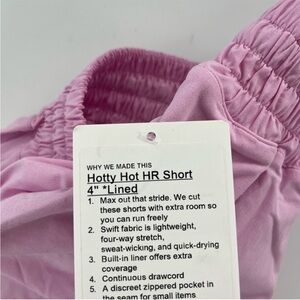 WHY WE MADE THIS
Hotty Hot HR Short
4" *Lined
1. Max out that stride. We cut
these shorts with extra room so
you can run freely
2. Swift fabric is lightweight,
four-way stretch,
sweat-wicking, and quick-drying
3. Built-in liner offers extra
coverage
4. Continuous drawcord
5. A discreet zippered pocket in
the seam for small items